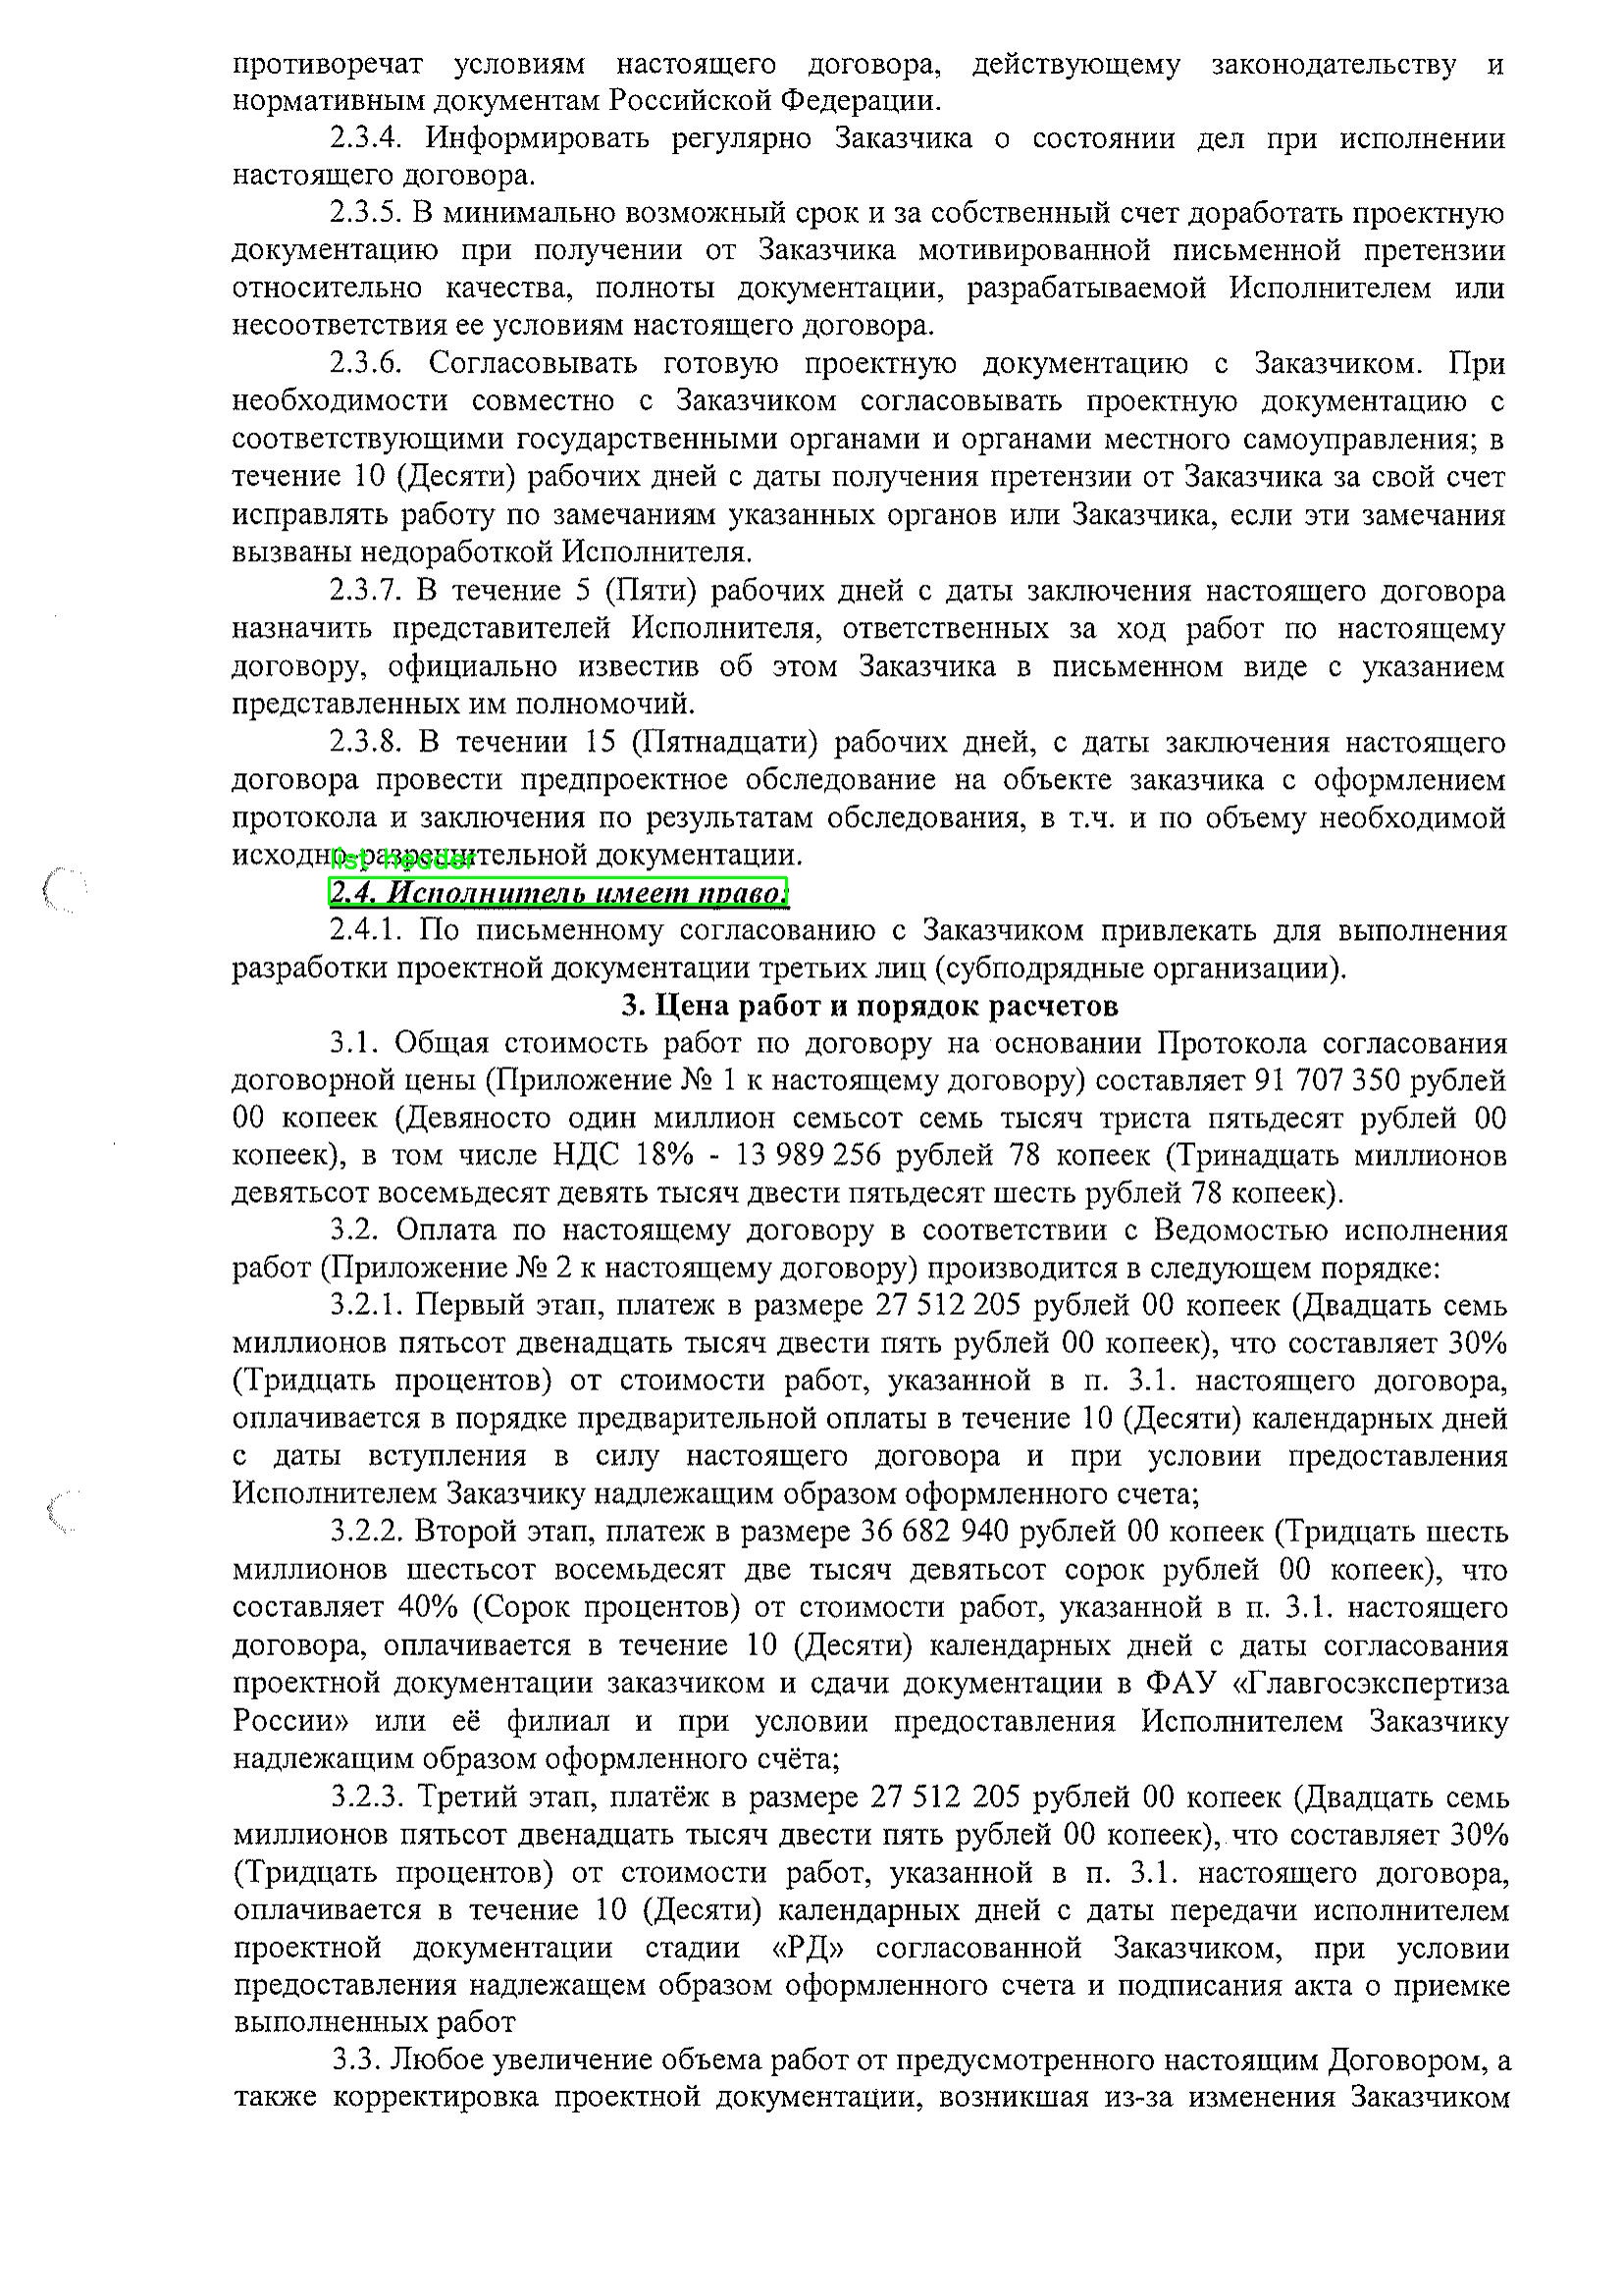 противоречат условиям настоящего договора, действующему законодательству и
нормативным документам Российской Федерации.
2.3.4. Информировать регулярно Заказчика о состоянии дел при исполнении
настоящего договора.
2.3.5. В минимально возможный срок и за собственный счет доработать проектную
документацию при получении от Заказчика мотивированной письменной претензии
относительно качества, полноты документации, разрабатываемой Исполнителем или
несоответствия ее условиям настоящего договора.
2.3.6. Согласовывать готовую проектную документацию с Заказчиком. При
необходимости совместно с Заказчиком согласовывать проектную документацию с
соответствующими государственными органами и органами местного самоуправления; в
течение 10 (Десяти) рабочих дней с даты получения претензии от Заказчика за свой счет
исправлять работу по замечаниям указанных органов или Заказчика, если эти замечания
вызваны недоработкой Исполнителя.
2.3.7. В течение 5 (Пяти) рабочих дней с даты заключения настоящего договора
назначить представителей Исполнителя, ответственных за ход работ по настоящему
договору, официально известив об этом Заказчика в письменном виде с указанием
представленных им полномочий.
2.3.8. В течении 15 (Пятнадцати) рабочих дней, с даты заключения настоящего
договора провести предпроектное обследование на объекте заказчика с оформлением
протокола и заключения по результатам обследования, в т.ч. и по объему необходимой
исходно-разрешительной документации.
list header
2.4. Исполнитель имеет право:
2.4.1. По письменному согласованию с Заказчиком привлекать для выполнения
разработки проектной документации третьих лиц (субподрядные организации).
3. Цена работ и порядок расчетов
3.1. Общая стоимость работ по договору на основании Протокола согласования
договорной цены (Приложение № 1 к настоящему договору) составляет 91 707 350 рублей
00 копеек (Девяносто один миллион семьсот семь тысяч триста пятьдесят рублей 00
копеек), в том числе НДС 18% - 13 989 256 рублей 78 копеек (Тринадцать миллионов
девятьсот восемьдесят девять тысяч двести пятьдесят шесть рублей 78 копеек).
3.2. Оплата по настоящему договору в соответствии с Ведомостью исполнения
работ (Приложение № 2 к настоящему договору) производится в следующем порядке:
3.2.1. Первый этап, платеж в размере 27 512 205 рублей 00 копеек (Двадцать семь
миллионов пятьсот двенадцать тысяч двести пять рублей 00 копеек), что составляет 30%
(Тридцать процентов) от стоимости работ, указанной в п. 3.1. настоящего договора,
оплачивается в порядке предварительной оплаты в течение 10 (Десяти) календарных дней
с даты вступления в силу настоящего договора и при условии предоставления
Исполнителем Заказчику надлежащим образом оформленного счета;
3.2.2. Второй этап, платеж в размере 36 682 940 рублей 00 копеек (Тридцать шесть
миллионов шестьсот восемьдесят две тысяч девятьсот сорок рублей 00 копеек), что
составляет 40% (Сорок процентов) от стоимости работ, указанной в п. 3.1. настоящего
договора, оплачивается в течение 10 (Десяти) календарных дней с даты согласования
проектной документации заказчиком и сдачи документации в ФАУ «Главгосэкспертиза
России» или её филиал и при условии предоставления Исполнителем Заказчику
надлежащим образом оформленного счёта;
3.2.3. Третий этап, платёж в размере 27 512 205 рублей 00 копеек (Двадцать семь
миллионов пятьсот двенадцать тысяч двести пять рублей 00 копеек), что составляет 30%
(Тридцать процентов) от стоимости работ, указанной в п. 3.1. настоящего договора,
оплачивается в течение 10 (Десяти) календарных дней с даты передачи исполнителем
проектной документации стадии «РД» согласованной Заказчиком, при условии
предоставления надлежащем образом оформленного счета и подписания акта о приемке
выполненных работ
3.3. Любое увеличение объема работ от предусмотренного настоящим Договором, а
также корректировка проектной документации, возникшая из-за изменения Заказчиком